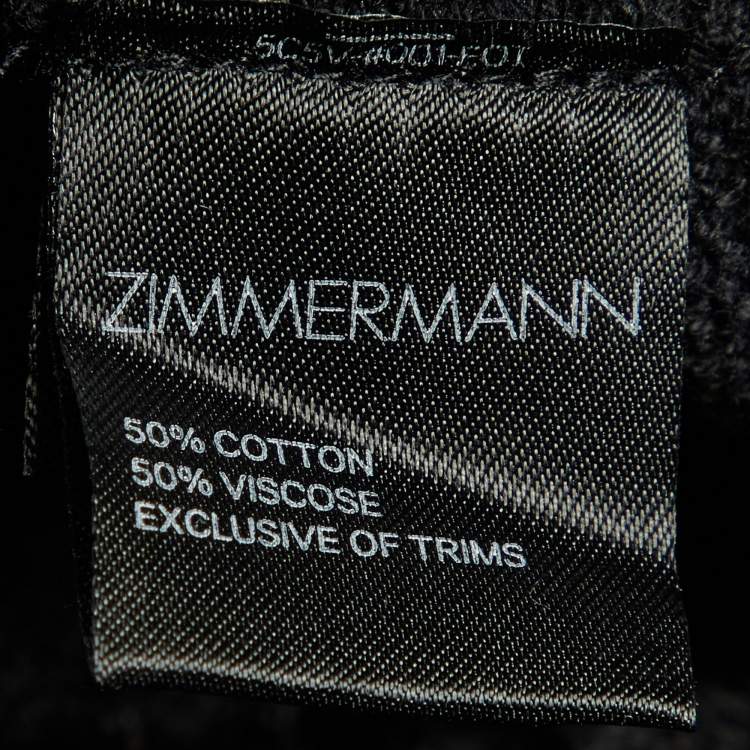 ZIMMERMANN
50% COTTON
50% VISCOSE
EXCLUSIVE OF TRIMS